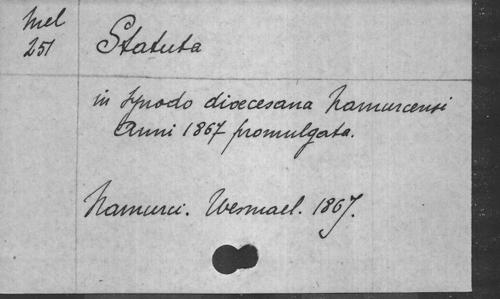 Mel
251
Statuta
in Synodo dioecesana Namurcensi
Anni 1867 promulgata.
Namurci. Wesmael. 1867.